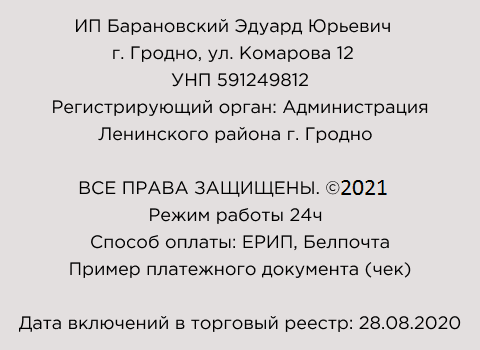 ИП Барановский Эдуард Юрьевич
г. Гродно, ул. Комарова 12
УНП 591249812
Регистрирующий орган: Администрация
Ленинского района г. Гродно
ВСЕ ПРАВА ЗАЩИЩЕНЫ. ©2021
Режим работы 24ч
Способ оплаты: ЕРИП, Белпочта
Пример платежного документа (чек)
Дата включений в торговый реестр: 28.08.2020